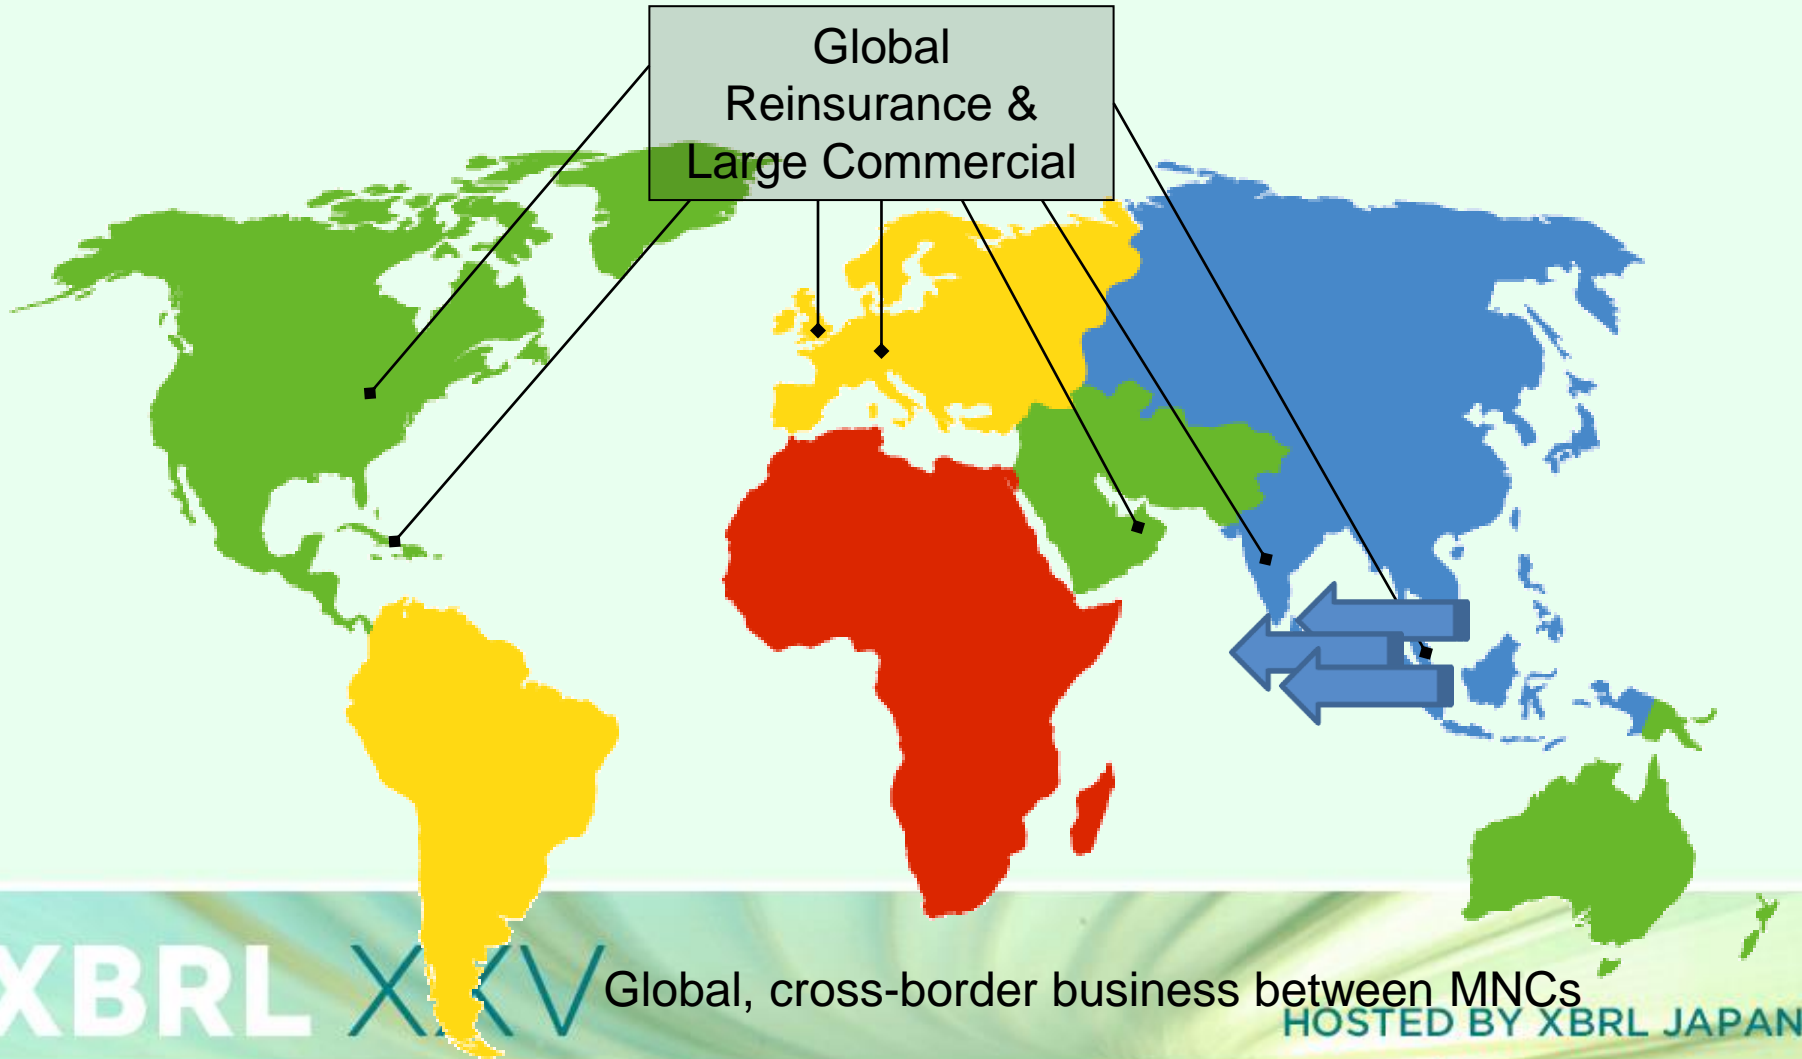 Global
Reinsurance &
Large Commercial
XBRL XXV
Global, cross-border business between MNCs
HOSTED BY XBRL JAPAN